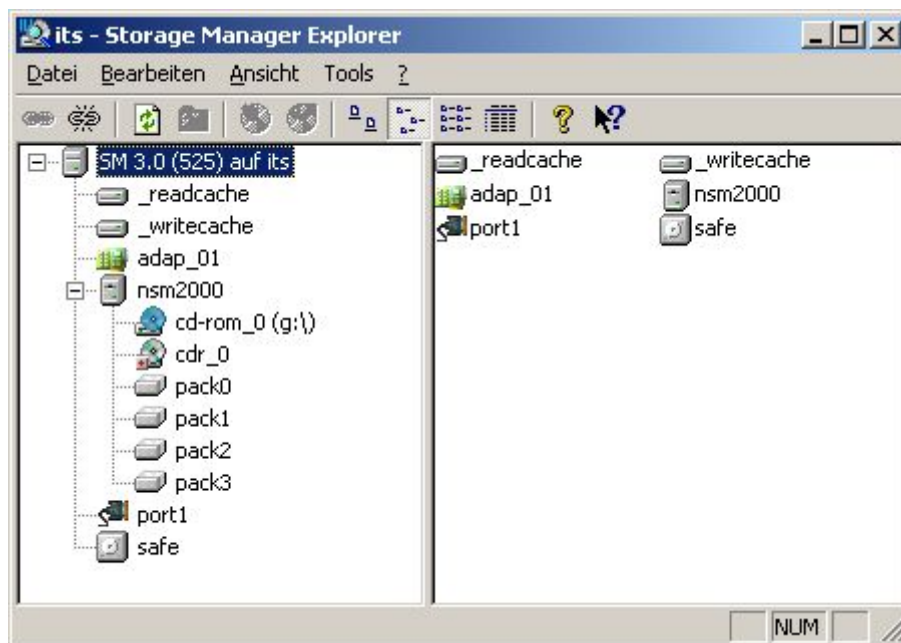 its - Storage Manager Explorer
Datei Bearbeiten Ansicht Tools ?
SM 3.0 (525) auf its
_readcache
_writecache
adap_01
nsm2000
cd-rom_0 (g:\)
cdr_0
pack0
pack1
pack2
pack3
port1
safe
_readcache _writecache
adap_01 nsm2000
port1 safe
NUM